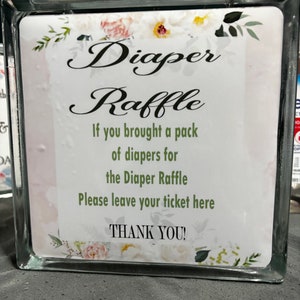 Diaper
Raffle
If you brought a pack
of diapers for
the Diaper Raffle
Please leave your ticket here
THANK YOU!